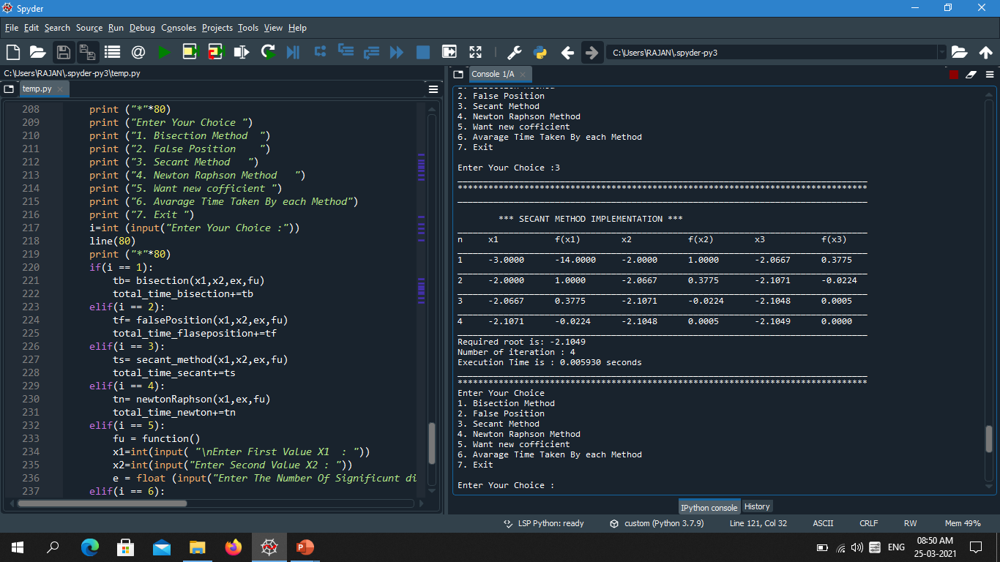 Spyder
File Edit Search Source Run Debug Consoles Projects Tools View Help
C:\Users\RAJAN\.spyder-py3
C:\Users\RAJAN\.spyder-py3\temp.py
temp.py
208 print ("*"*80)
209 print ("Enter Your Choice ")
210 print ("1. Bisection Method  ")
211 print ("2. False Position    ")
212 print ("3. Secant Method   ")
213 print ("4. Newton Raphson Method   ")
214 print ("5. Want new cofficient ")
215 print ("6. Avarage Time Taken By each Method")
216 print ("7. Exit ")
217 i=int (input("Enter Your Choice :"))
218 line(80)
219 print ("*"*80)
220 if(i == 1):
221 tb= bisection(x1,x2,ex,fu)
222 total_time_bisection+=tb
223 elif(i == 2):
224 tf= falsePosition(x1,x2,ex,fu)
225 total_time_flaseposition+=tf
226 elif(i == 3):
227 ts= secant_method(x1,x2,ex,fu)
228 total_time_secant+=ts
229 elif(i == 4):
230 tn= newtonRaphson(x1,ex,fu)
231 total_time_newton+=tn
232 elif(i == 5):
233 fu = function()
234 x1=int(input( "\nEnter First Value X1  : "))
235 x2=int(input("Enter Second Value X2 : "))
236 e = float (input("Enter The Number Of Significunt di
237 elif(i == 6):
Console 1/A
1. Bisection Method
2. False Position
3. Secant Method
4. Newton Raphson Method
5. Want new cofficient
6. Avarage Time Taken By each Method
7. Exit
Enter Your Choice :3
________________________________________________________________________________
********************************************************************************
________________________________________________________________________________
*** SECANT METHOD IMPLEMENTATION ***
________________________________________________________________________________
n x1 f(x1) x2 f(x2) x3 f(x3)
________________________________________________________________________________
1 -3.0000 -14.0000 -2.0000 1.0000 -2.0667 0.3775
________________________________________________________________________________
2 -2.0000 1.0000 -2.0667 0.3775 -2.1071 -0.0224
________________________________________________________________________________
3 -2.0667 0.3775 -2.1071 -0.0224 -2.1048 0.0005
________________________________________________________________________________
4 -2.1071 -0.0224 -2.1048 0.0005 -2.1049 0.0000
________________________________________________________________________________
Required root is: -2.1049
Number of iteration : 4
Execution Time is : 0.005930 seconds
________________________________________________________________________________
********************************************************************************
Enter Your Choice
1. Bisection Method
2. False Position
3. Secant Method
4. Newton Raphson Method
5. Want new cofficient
6. Avarage Time Taken By each Method
7. Exit
Enter Your Choice :
IPython console History
LSP Python: ready custom (Python 3.7.9) Line 121, Col 32 ASCII CRLF RW Mem 49%
ENG
08:50 AM
25-03-2021